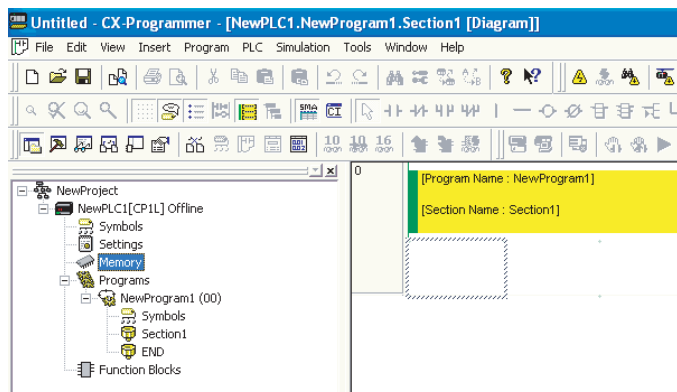 Untitled - CX-Programmer - [NewPLC1.NewProgram1.Section1 [Diagram]]
File Edit View Insert Program PLC Simulation Tools Window Help
SMA
10 10 16
NewProject
NewPLC1[CP1L] Offline
Symbols
Settings
Memory
Programs
NewProgram1 (00)
Symbols
Section1
END
Function Blocks
0
[Program Name : NewProgram1]
[Section Name : Section1]